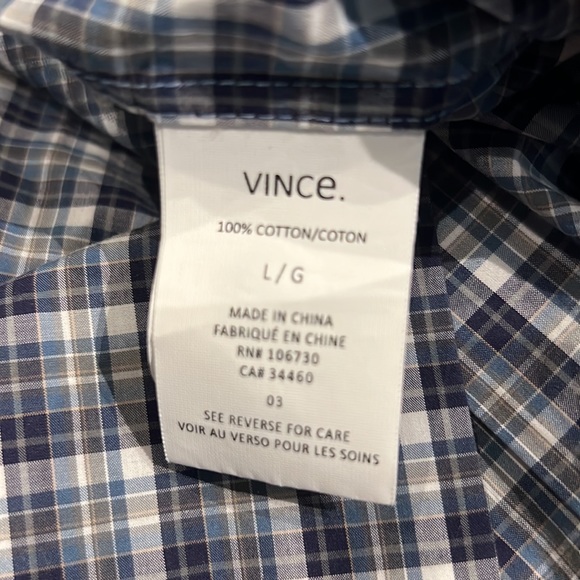 VINCe.
100% COTTON/COTON
L/G
MADE IN CHINA
FABRIQUÉ EN CHINE
RN# 106730
CA# 34460
03
SEE REVERSE FOR CARE
VOIR AU VERSO POUR LES SOINS